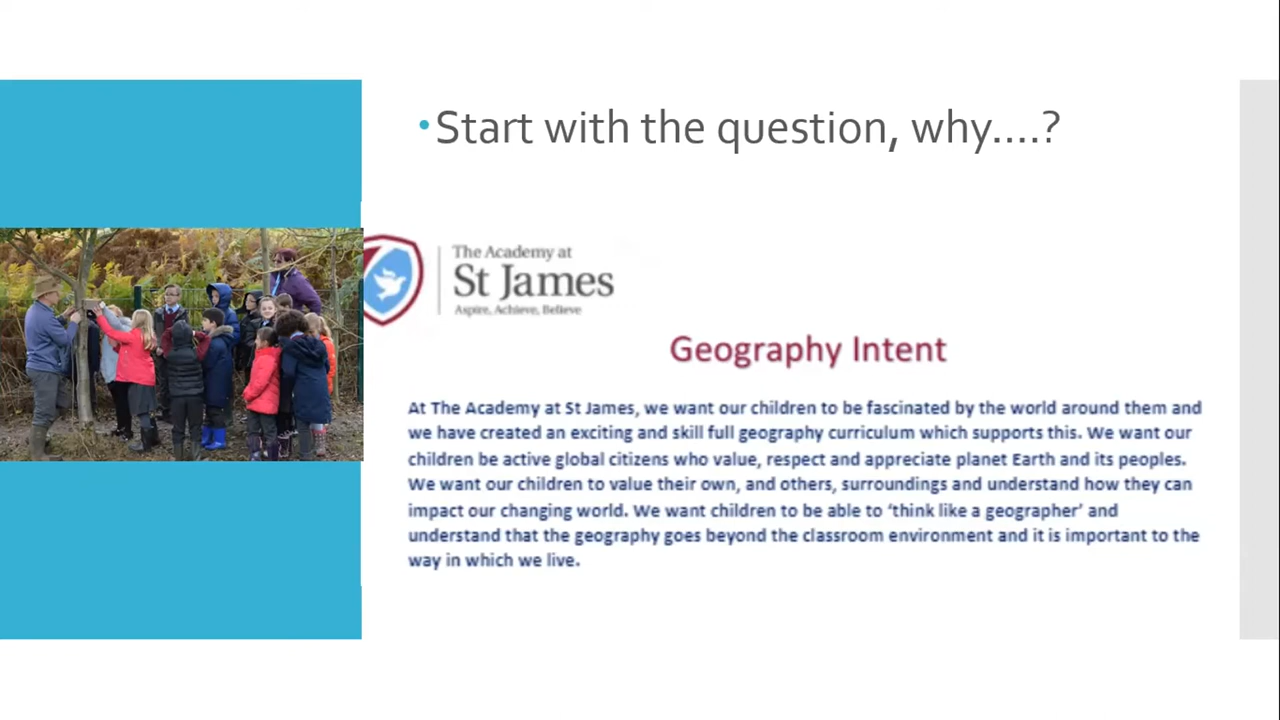 •Start with the question, why....?
The Academy at
St James
Aspire, Achieve, Believe
Geography Intent
At The Academy at St James, we want our children to be fascinated by the world around them and
we have created an exciting and skill full geography curriculum which supports this. We want our
children be active global citizens who value, respect and appreciate planet Earth and its peoples.
We want our children to value their own, and others, surroundings and understand how they can
impact our changing world. We want children to be able to ‘think like a geographer’ and
understand that the geography goes beyond the classroom environment and it is important to the
way in which we live.